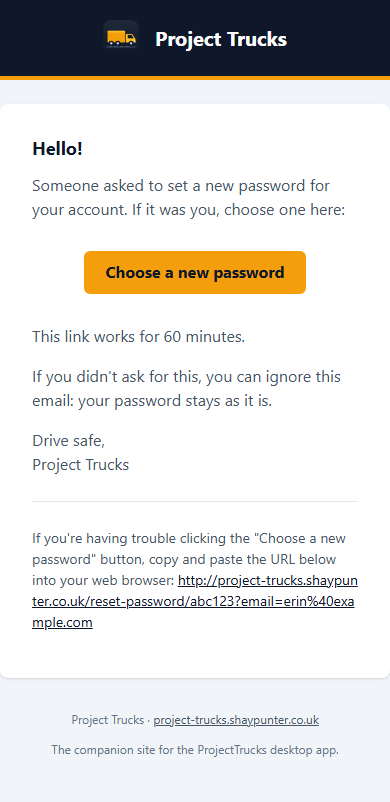 Project Trucks
Hello!
Someone asked to set a new password for
your account. If it was you, choose one here:
Choose a new password
This link works for 60 minutes.
If you didn't ask for this, you can ignore this
email: your password stays as it is.
Drive safe,
Project Trucks
If you're having trouble clicking the "Choose a new
password" button, copy and paste the URL below
into your web browser: http://project-trucks.shaypun
ter.co.uk/reset-password/abc123?email=erin%40exa
mple.com
Project Trucks · project-trucks.shaypunter.co.uk
The companion site for the ProjectTrucks desktop app.